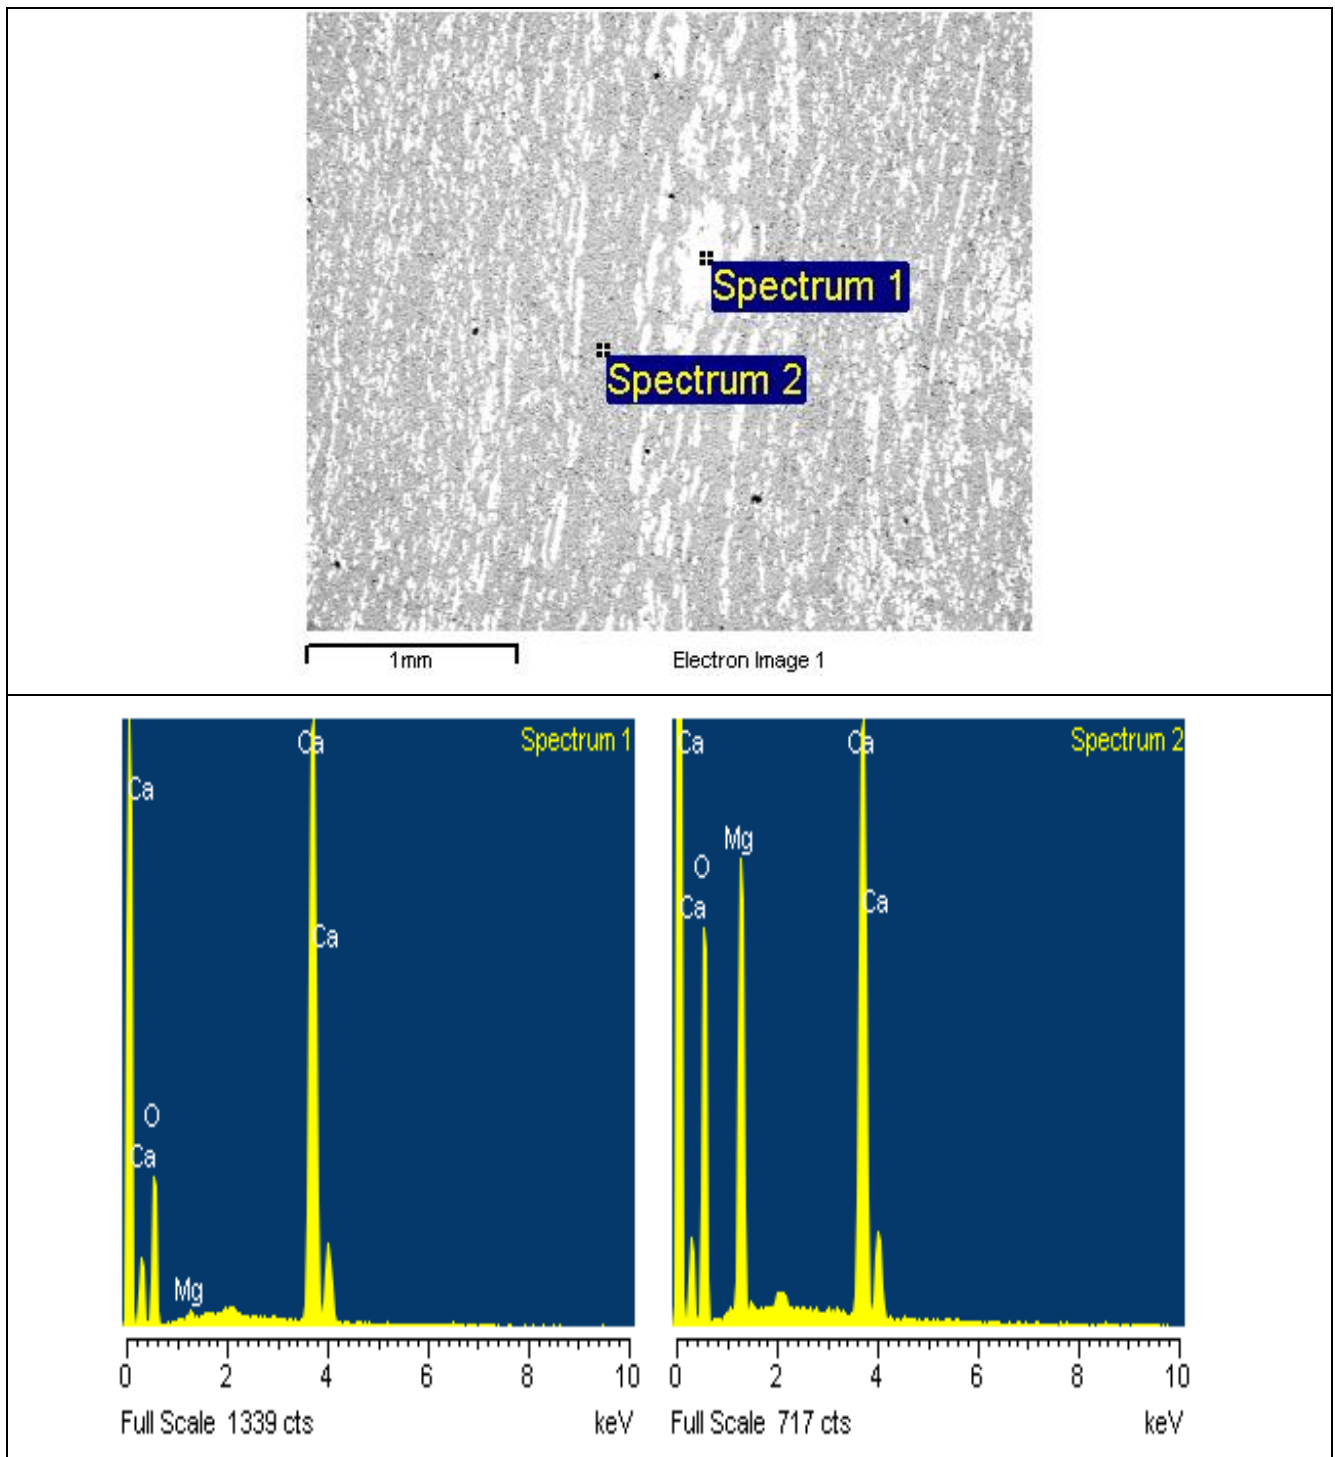 Spectrum 1
Spectrum 2
1mm
Electron Image 1
Ca
Spectrum 1
Ca
Ca
O
Ca
Mg
0 2 4 6 8 10
Full Scale 1339 cts keV
Ca
Ca
Spectrum 2
Mg
O
Ca
Ca
0 2 4 6 8 10
Full Scale 717 cts keV